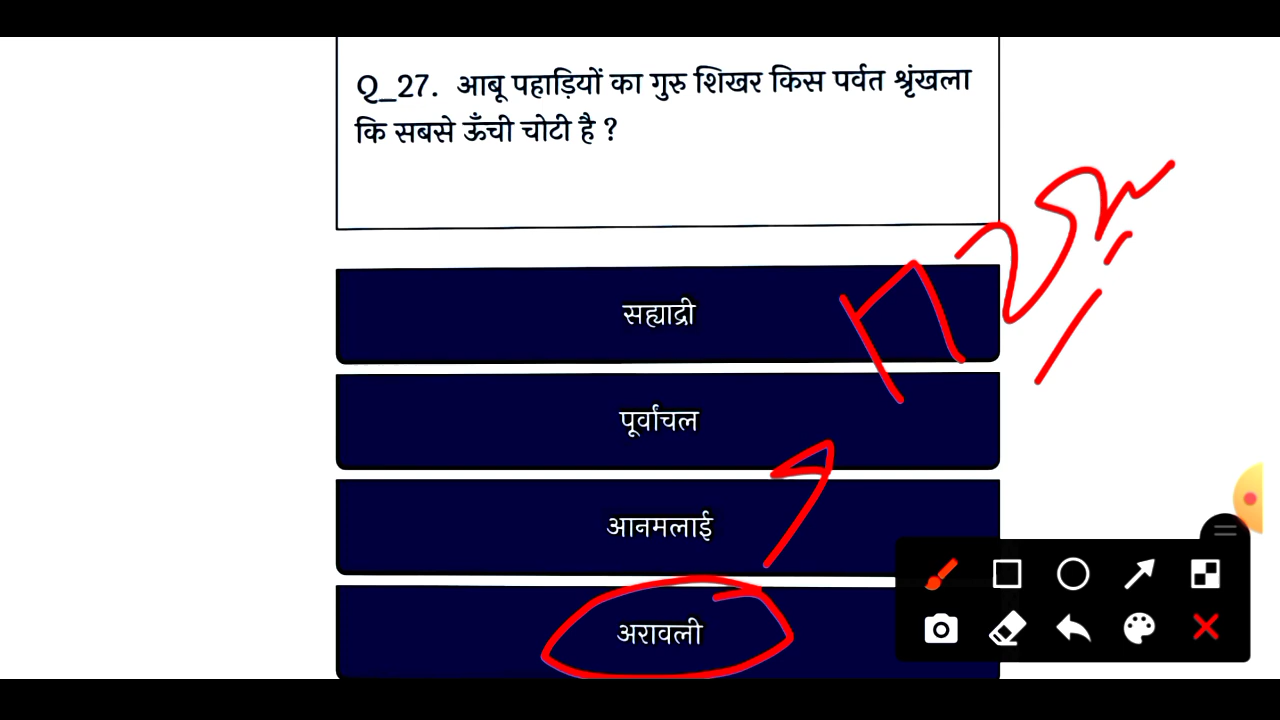 Q_27. आबू पहाड़ियों का गुरु शिखर किस पर्वत श्रृंखला
कि सबसे ऊँची चोटी है ?
सह्याद्री
पूर्वांचल
आनमलाई
अरावली